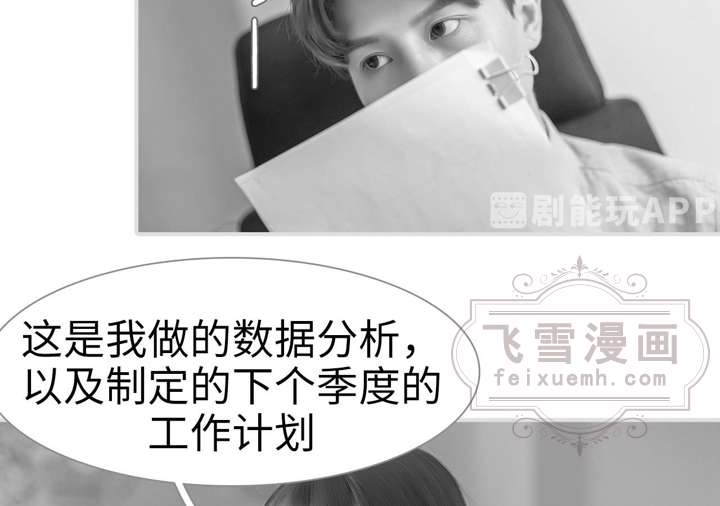 剧能玩APP
这是我做的数据分析，
以及制定的下个季度的
工作计划
飞雪漫画
feixuemh.com